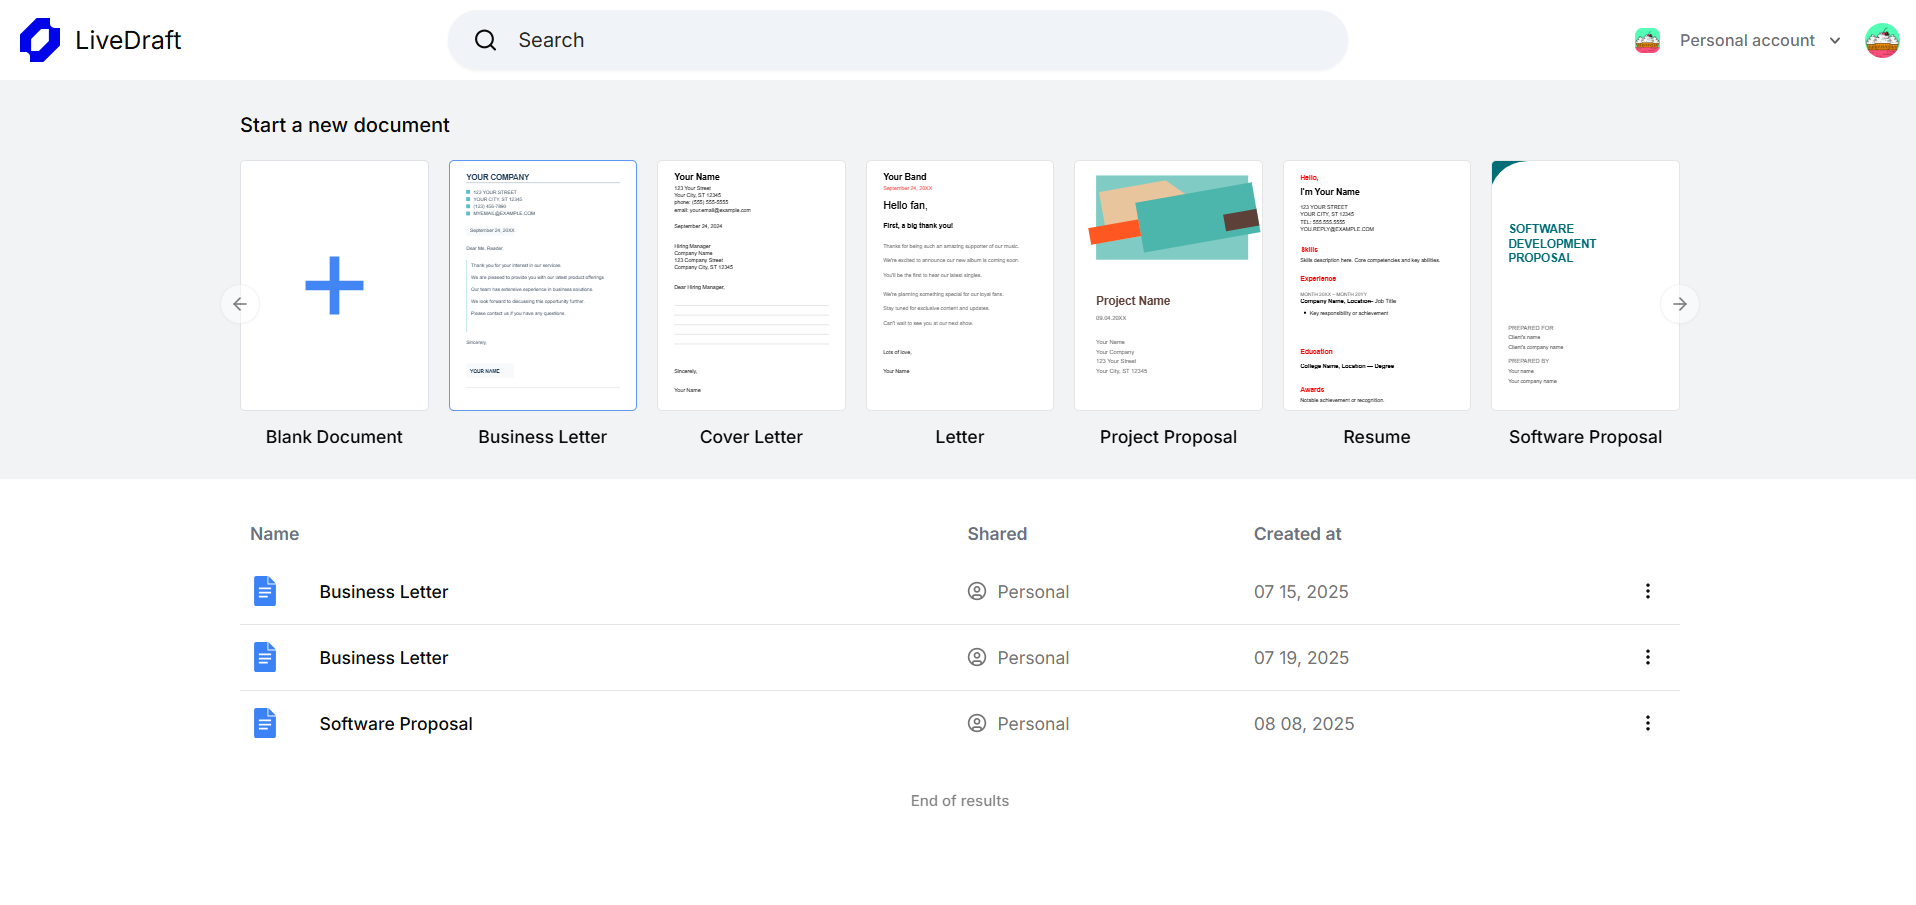 LiveDraft
Search
Personal account
Start a new document
YOUR COMPANY
123 YOUR STREET
YOUR CITY, ST 12345
(123) 456-7890
MYEMAIL@EXAMPLE.COM
September 24, 20XX
Dear Ms. Reader,
Thank you for your interest in our services.
We are pleased to provide you with our latest product offerings.
Our team has extensive experience in business solutions.
We look forward to discussing this opportunity further.
Please contact us if you have any questions.
Sincerely,
YOUR NAME
Your Name
123 Your Street
Your City, ST 12345
phone: (555) 555-5555
email: your.email@example.com
September 24, 2024
Hiring Manager
Company Name
123 Company Street
Company City, ST 12345
Dear Hiring Manager,
Sincerely,
Your Name
Your Band
September 24, 20XX
Hello fan,
First, a big thank you!
Thanks for being such an amazing supporter of our music.
We're excited to announce our new album is coming soon.
You'll be the first to hear our latest singles.
We're planning something special for our loyal fans.
Stay tuned for exclusive content and updates.
Can't wait to see you at our next show.
Lots of love,
Your Name
Project Name
09.04.20XX
Your Name
Your Company
123 Your Street
Your City, ST 12345
Hello,
I'm Your Name
123 YOUR STREET
YOUR CITY, ST 12345
TEL: 555.555.5555
YOU.REPLY@EXAMPLE.COM
Skills
Skills description here. Core competencies and key abilities.
Experience
MONTH 20XX – MONTH 20YY
Company Name, Location– Job Title
• Key responsibility or achievement
Education
College Name, Location — Degree
Awards
Notable achievement or recognition.
SOFTWARE
DEVELOPMENT
PROPOSAL
PREPARED FOR
Client's name
Client's company name
PREPARED BY
Your name
Your company name
Blank Document
Business Letter
Cover Letter
Letter
Project Proposal
Resume
Software Proposal
Name Shared Created at
Business Letter Personal 07 15, 2025
Business Letter Personal 07 19, 2025
Software Proposal Personal 08 08, 2025
End of results